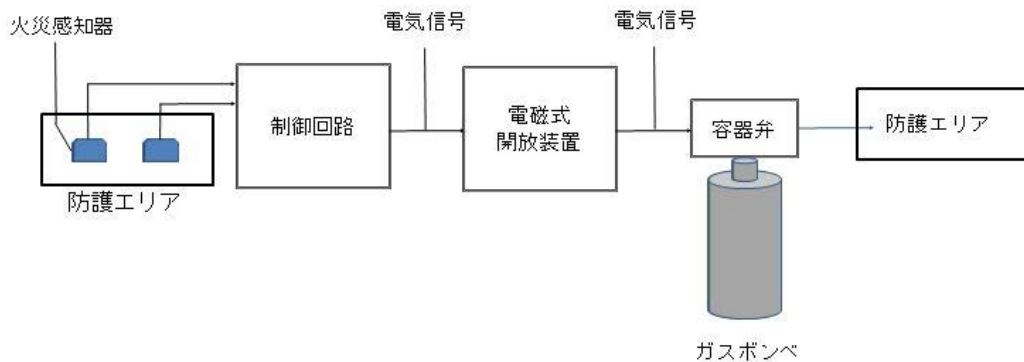 火災感知器
電気信号
電気信号
制御回路
電磁式
開放装置
容器弁
防護エリア
防護エリア
ガスボンベ